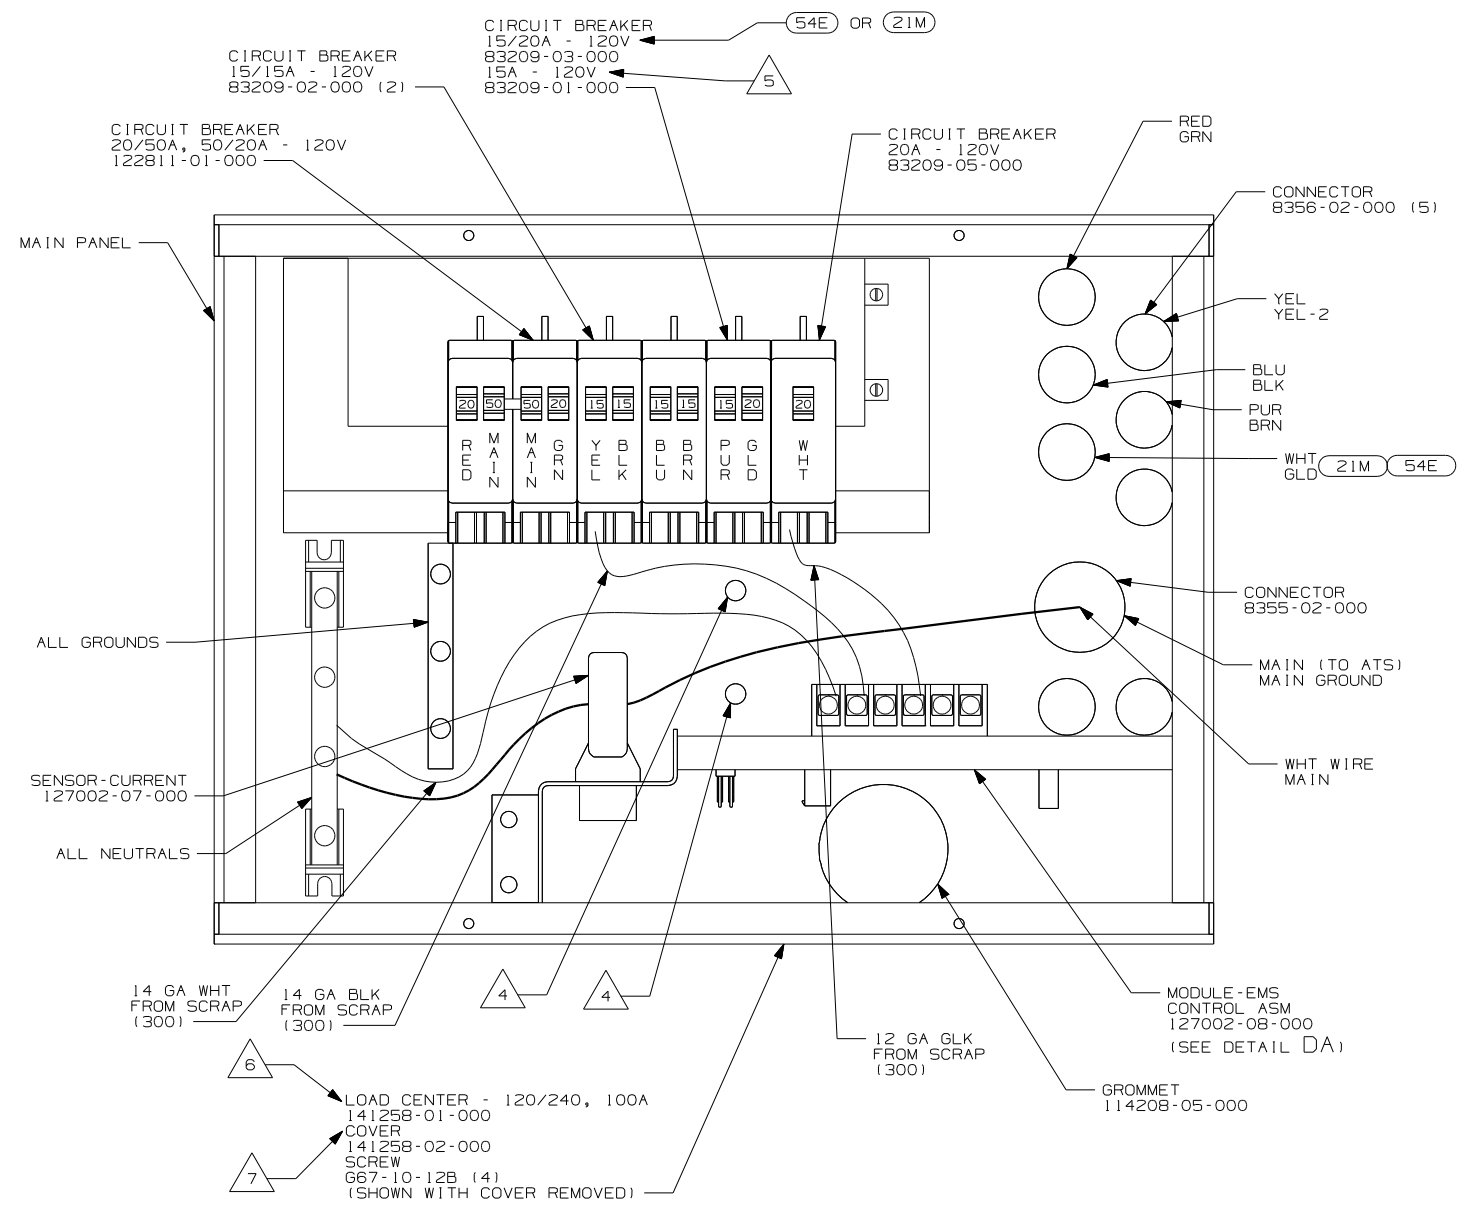 CIRCUIT BREAKER
15/20A - 120V
83209-03-000
15A - 120V
83209-01-000
54E OR 21M
5
CIRCUIT BREAKER
15/15A - 120V
83209-02-000 (2)
CIRCUIT BREAKER
20/50A, 50/20A - 120V
122811-01-000
CIRCUIT BREAKER
20A - 120V
83209-05-000
RED
GRN
CONNECTOR
8356-02-000 (5)
MAIN PANEL
YEL
YEL-2
BLU
BLK
PUR
BRN
WHT
GLD 21M 54E
20 50 50 20 15 15 15 15 15 20 20
RED MAIN MAIN GRN YEL BLK BLU BRN PUR GLD WHT
CONNECTOR
8355-02-000
ALL GROUNDS
MAIN (TO ATS)
MAIN GROUND
SENSOR-CURRENT
127002-07-000
WHT WIRE
MAIN
ALL NEUTRALS
14 GA WHT
FROM SCRAP
(300)
14 GA BLK
FROM SCRAP
(300)
4
4
12 GA GLK
FROM SCRAP
(300)
MODULE-EMS
CONTROL ASM
127002-08-000
(SEE DETAIL DA)
GROMMET
114208-05-000
6
LOAD CENTER - 120/240, 100A
141258-01-000
COVER
141258-02-000
SCREW
G67-10-12B (4)
(SHOWN WITH COVER REMOVED)
7